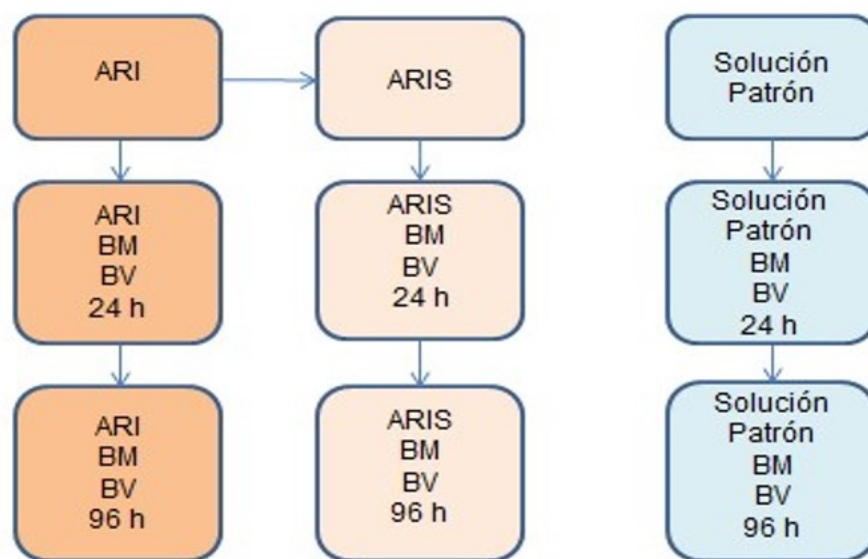 ARI
ARIS
Solución
Patrón
ARI
BM
BV
24 h
ARIS
BM
BV
24 h
Solución
Patrón
BM
BV
24 h
ARI
BM
BV
96 h
ARIS
BM
BV
96 h
Solución
Patrón
BM
BV
96 h